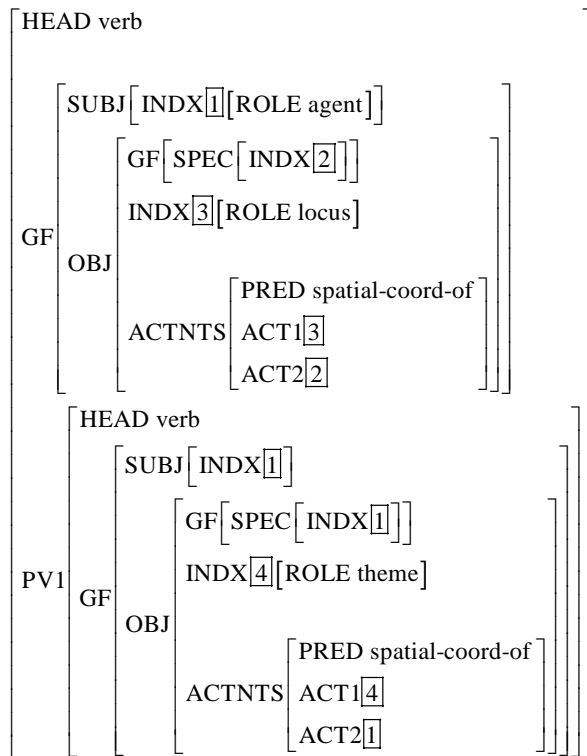 HEAD verb
SUBJ[INDX 1 [ROLE agent]]
GF[SPEC[INDX 2]]
INDX 3 [ROLE locus]
GF
OBJ
PRED spatial-coord-of
ACTNTS
ACT1 3
ACT2 2
HEAD verb
SUBJ[INDX 1]
GF[SPEC[INDX 1]]
INDX 4 [ROLE theme]
PV1
GF
OBJ
PRED spatial-coord-of
ACTNTS
ACT1 4
ACT2 1